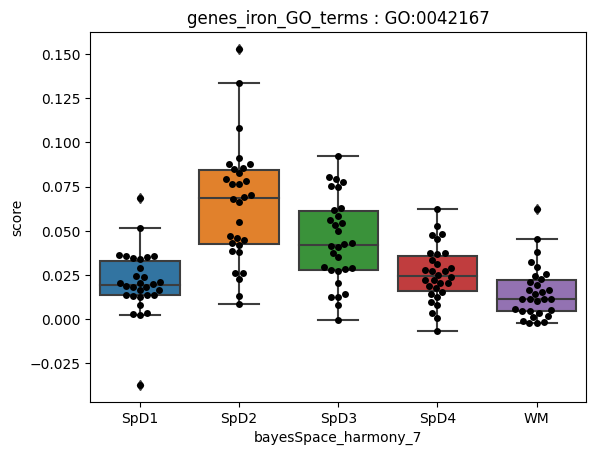 genes_iron_GO_terms : GO:0042167
0.150
0.125
0.100
0.075
0.050
0.025
0.000
−0.025
score
SpD1 SpD2 SpD3 SpD4 WM
bayesSpace_harmony_7